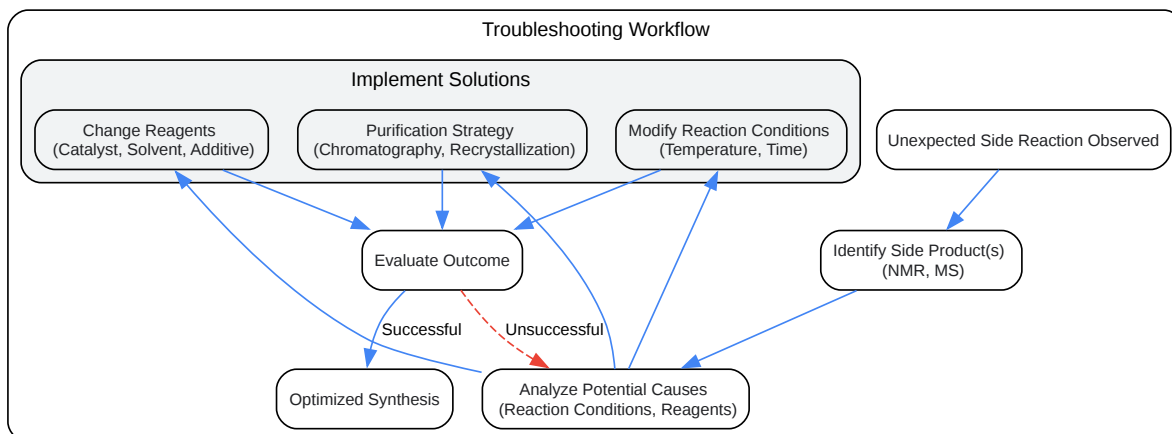 Troubleshooting Workflow
Implement Solutions
Change Reagents
(Catalyst, Solvent, Additive)
Purification Strategy
(Chromatography, Recrystallization)
Modify Reaction Conditions
(Temperature, Time)
Unexpected Side Reaction Observed
Evaluate Outcome
Identify Side Product(s)
(NMR, MS)
Successful
Unsuccessful
Optimized Synthesis
Analyze Potential Causes
(Reaction Conditions, Reagents)